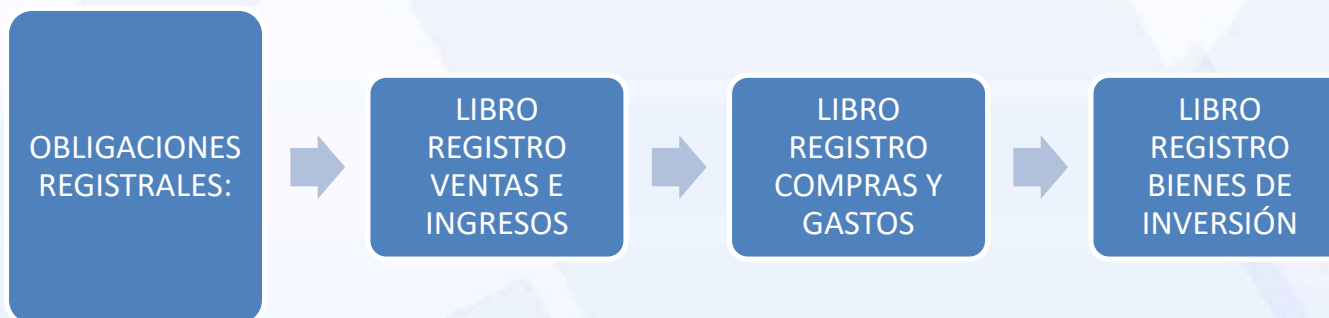 OBLIGACIONES
REGISTRALES:
LIBRO
REGISTRO
VENTAS E
INGRESOS
LIBRO
REGISTRO
COMPRAS Y
GASTOS
LIBRO
REGISTRO
BIENES DE
INVERSIÓN